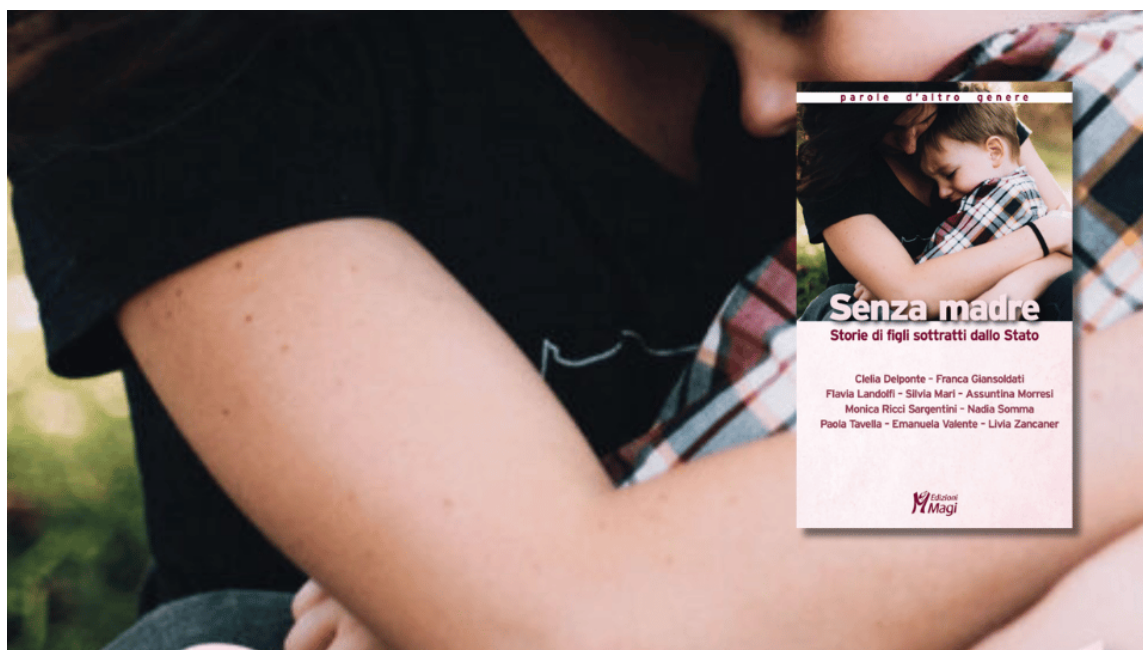 parole d'altro genere
Senza madre
Storie di figli sottratti dallo Stato
Clelia Delponte - Franca Giansoldati
Flavia Landolfi - Silvia Mari - Assuntina Morresi
Monica Ricci Sargentini - Nadia Somma
Paola Tavella - Emanuela Valente - Livia Zancaner
Edizioni
Magi